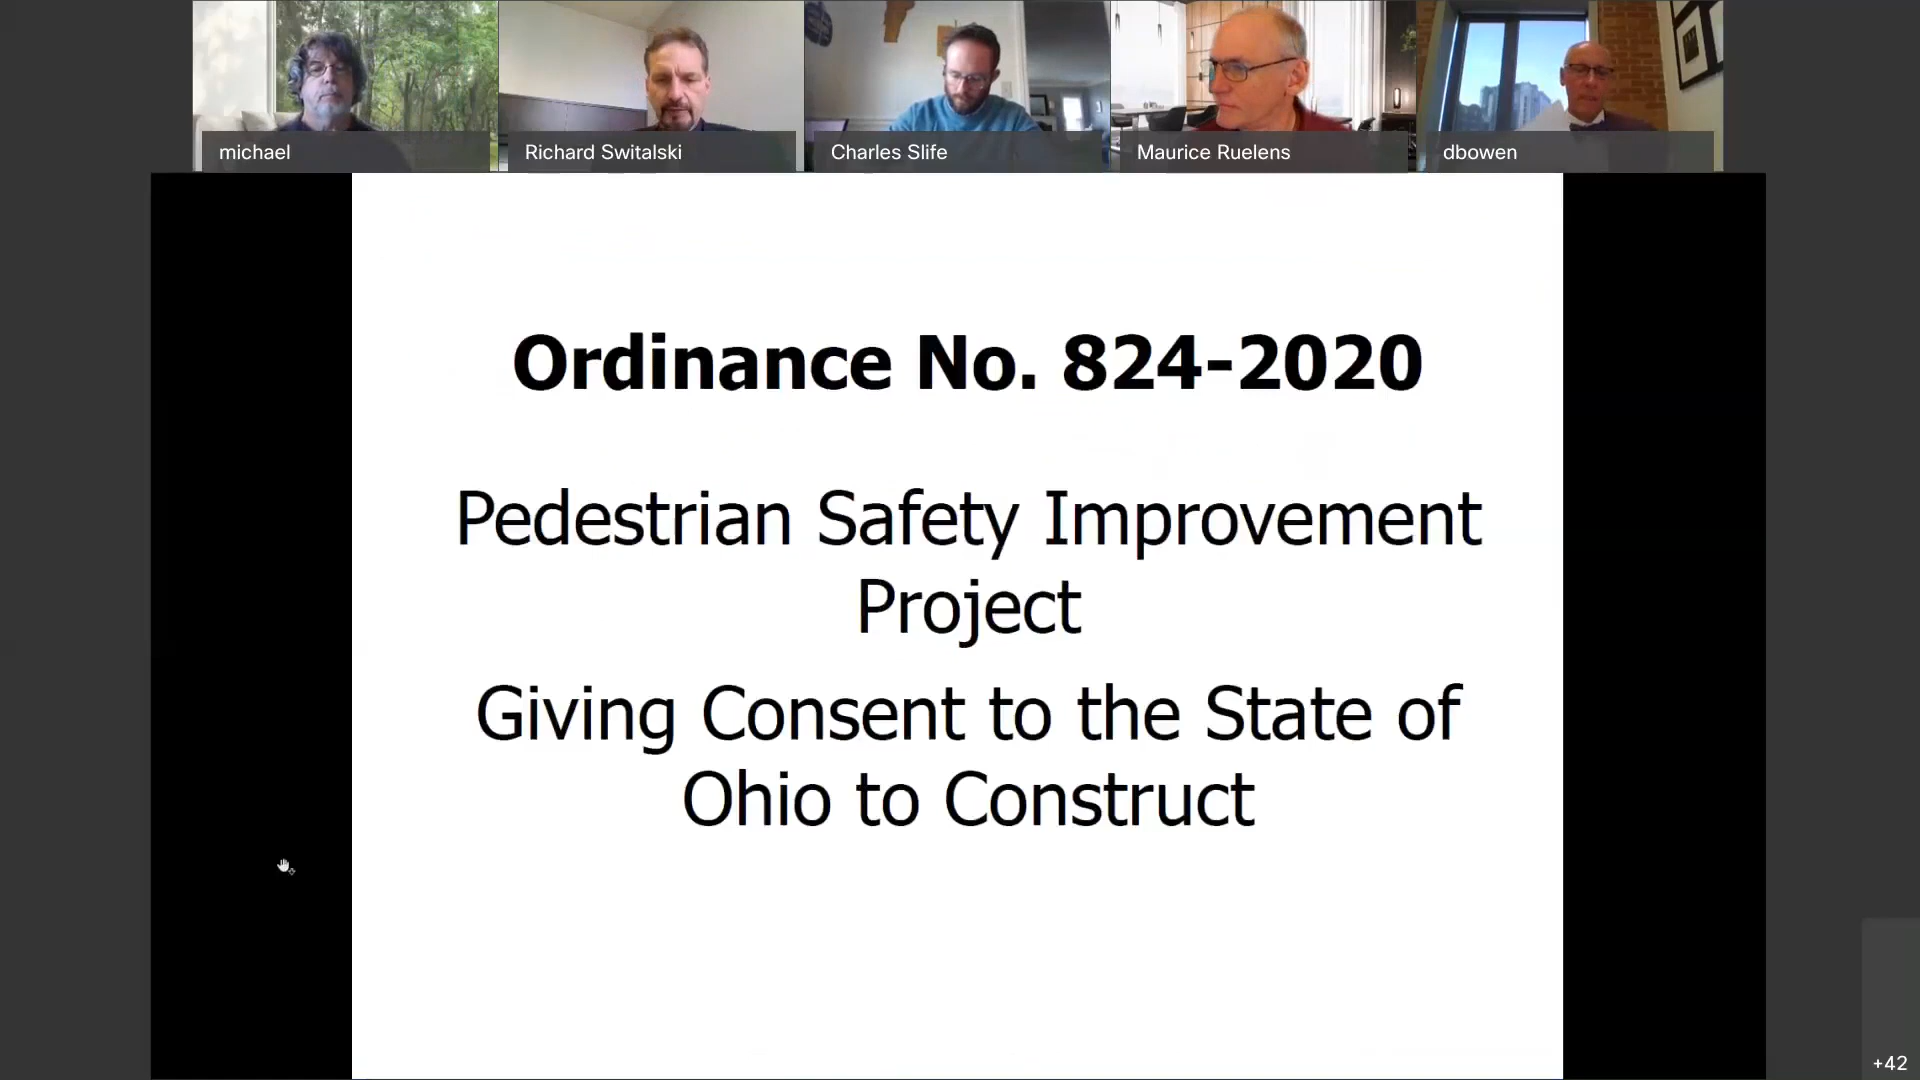 michael
Richard Switalski
Charles Slife
Maurice Ruelens
dbowen
Ordinance No. 824-2020
Pedestrian Safety Improvement
Project
Giving Consent to the State of
Ohio to Construct
+42